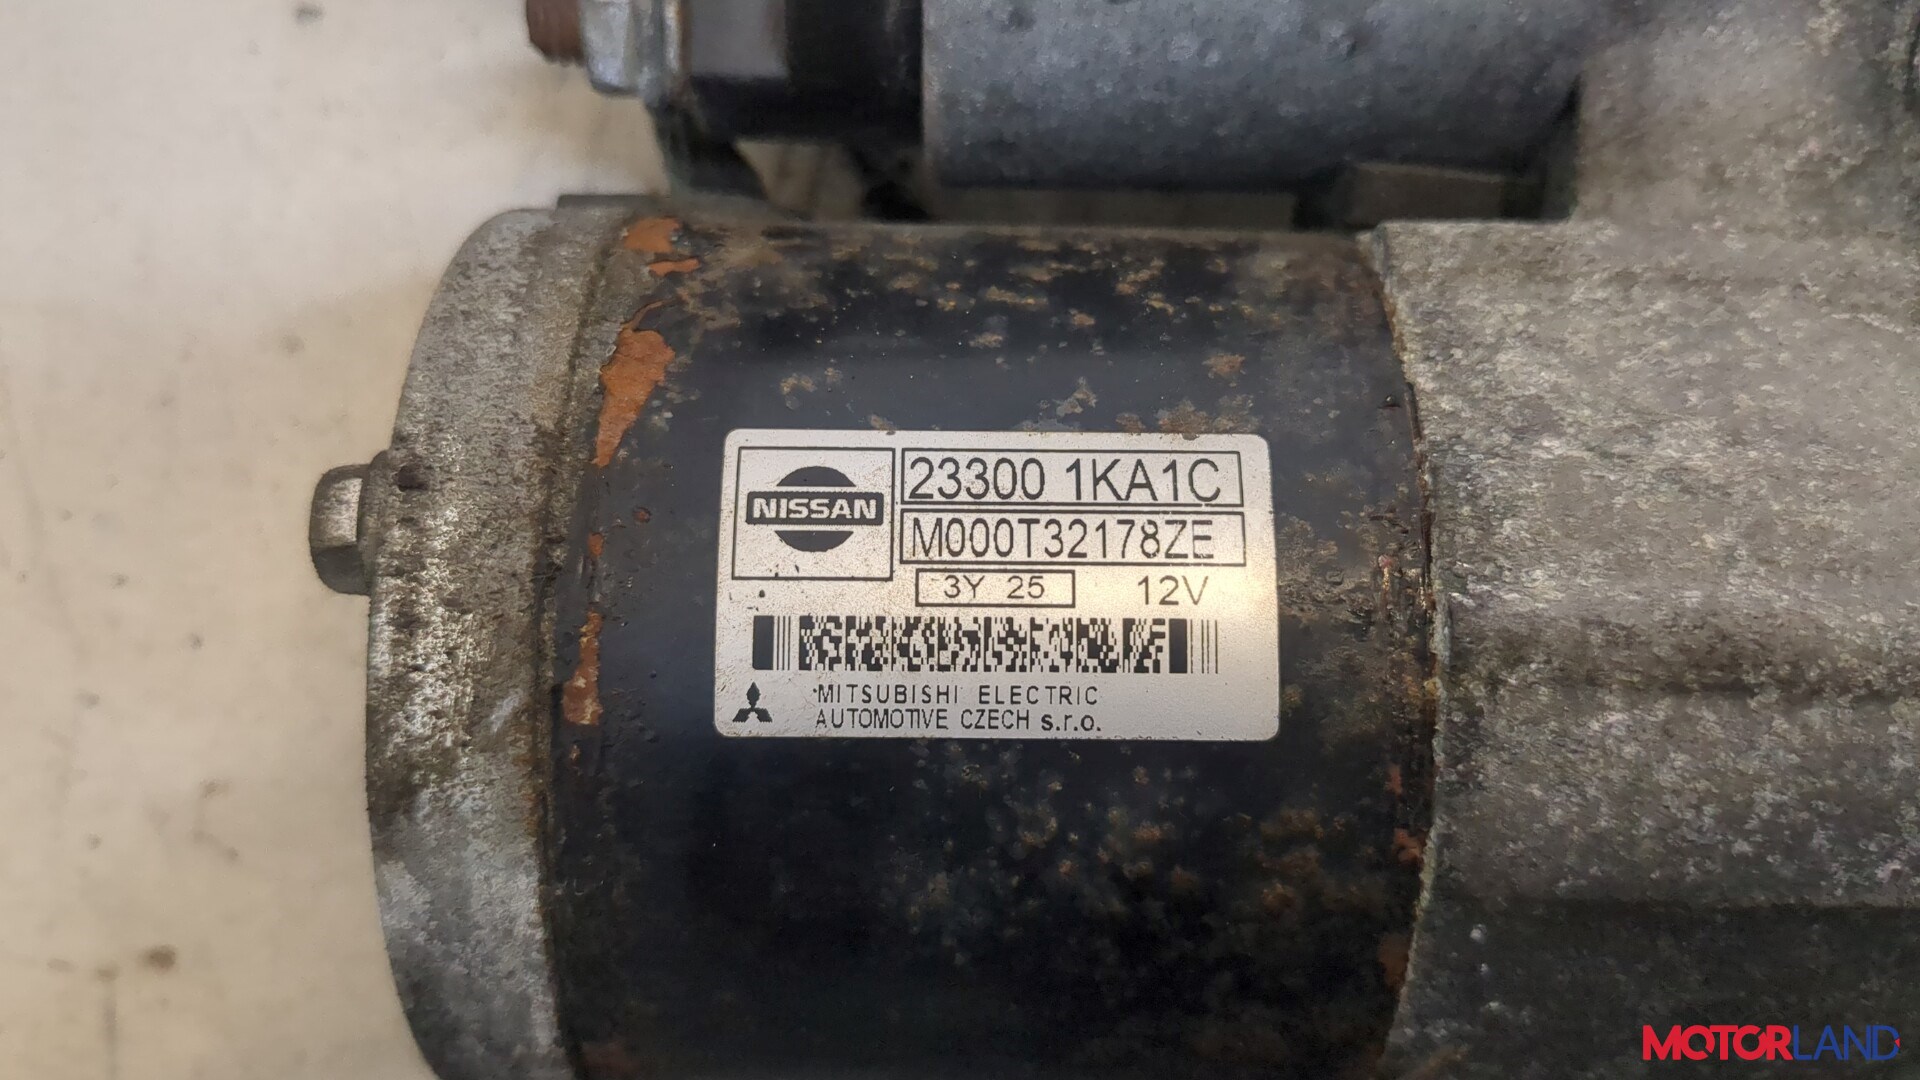 NISSAN
23300 1KA1C
M000T32178ZE
3Y 25 12V
MITSUBISHI ELECTRIC
AUTOMOTIVE CZECH s.r.o.
MOTORLAND